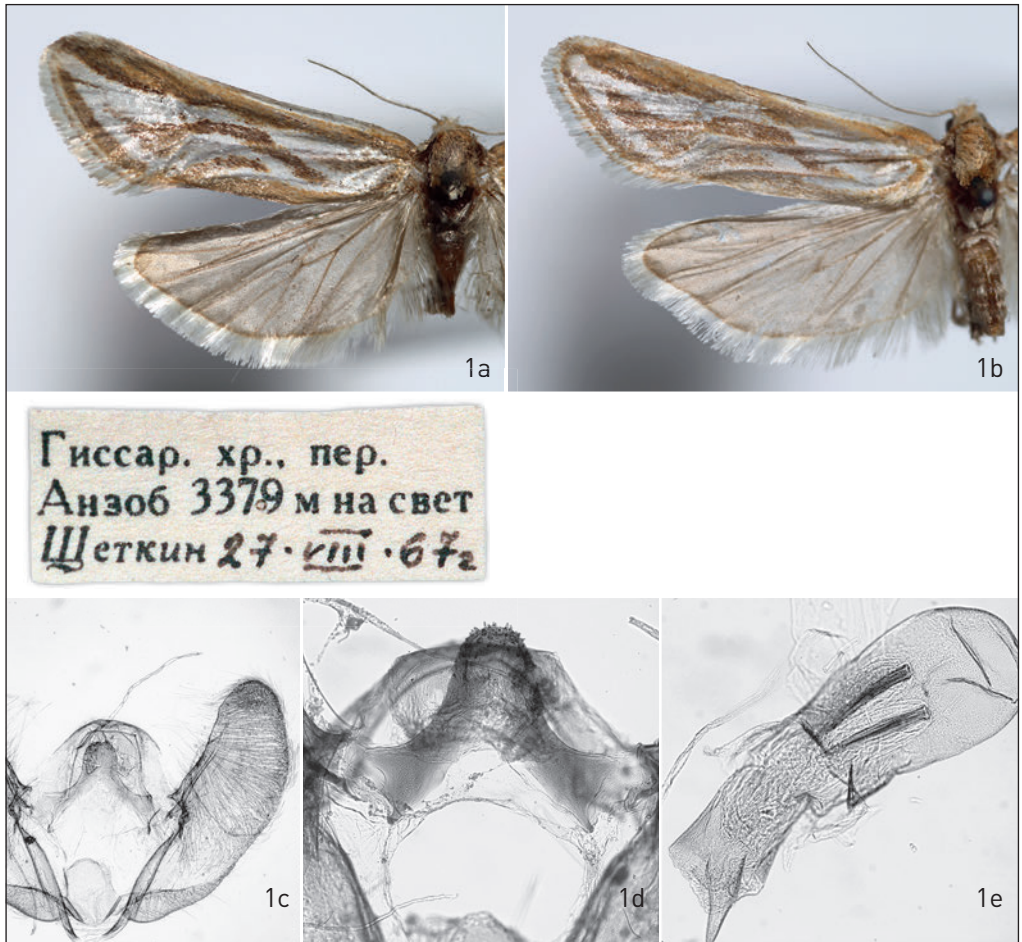 1a
1b
Гиссар. хр., пер.
Анзоб 3379 м на свет
Щеткин 27. VIII. 67г
1c
1d
1e